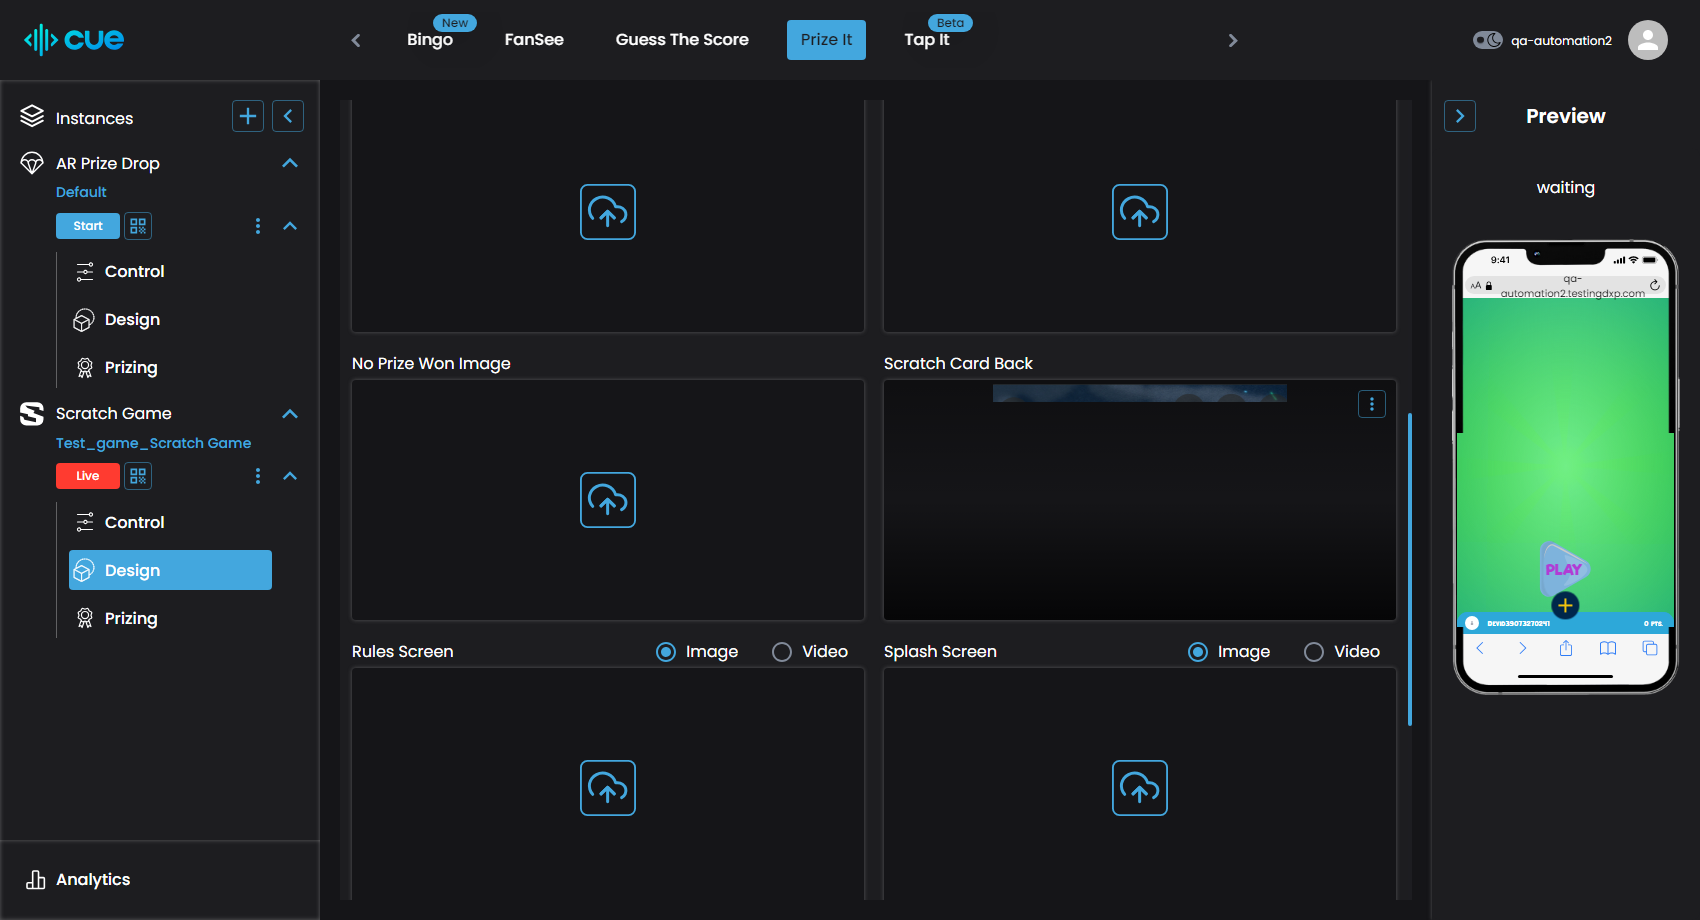 cue
Bingo
New
FanSee
Guess The Score
Prize It
Tap It
Beta
qa-automation2
Instances
AR Prize Drop
Default
Start
Control
Design
Prizing
Scratch Game
Test_game_Scratch Game
Live
Control
Design
Prizing
Analytics
No Prize Won Image
Scratch Card Back
Rules Screen
Image
Video
Splash Screen
Image
Video
Preview
waiting
9:41
AA
qa-
automation2.testingdxp.com
PLAY
DEVID39073270291
0 PTS.